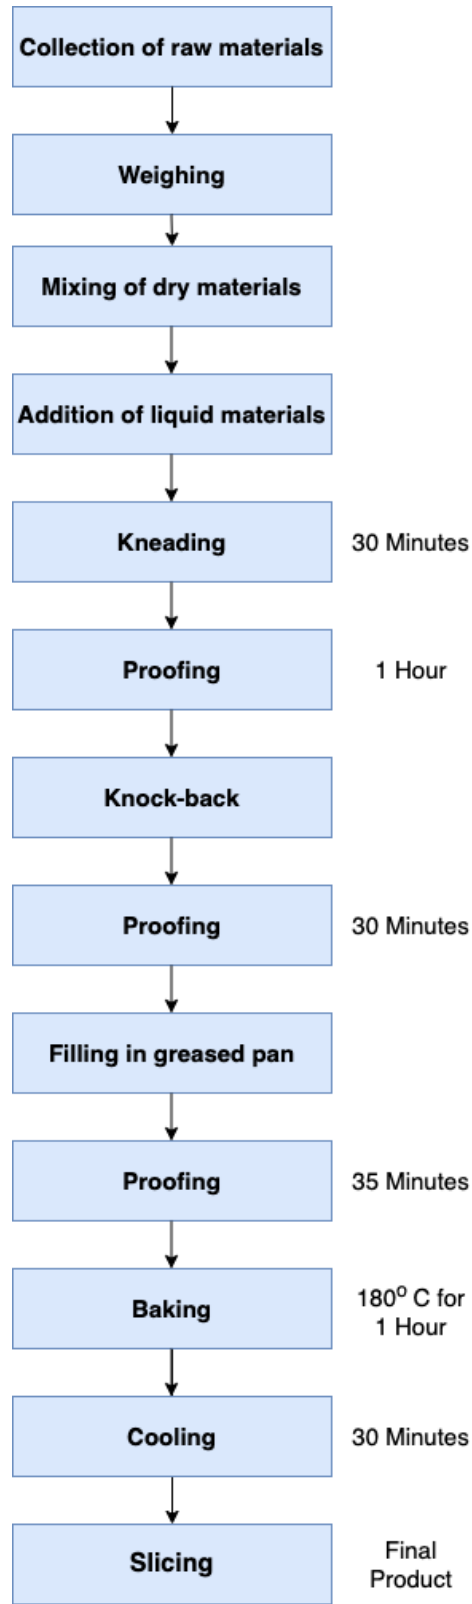 Collection of raw materials
Weighing
Mixing of dry materials
Addition of liquid materials
Kneading
30 Minutes
Proofing
1 Hour
Knock-back
Proofing
30 Minutes
Filling in greased pan
Proofing
35 Minutes
Baking
180° C for
1 Hour
Cooling
30 Minutes
Slicing
Final
Product